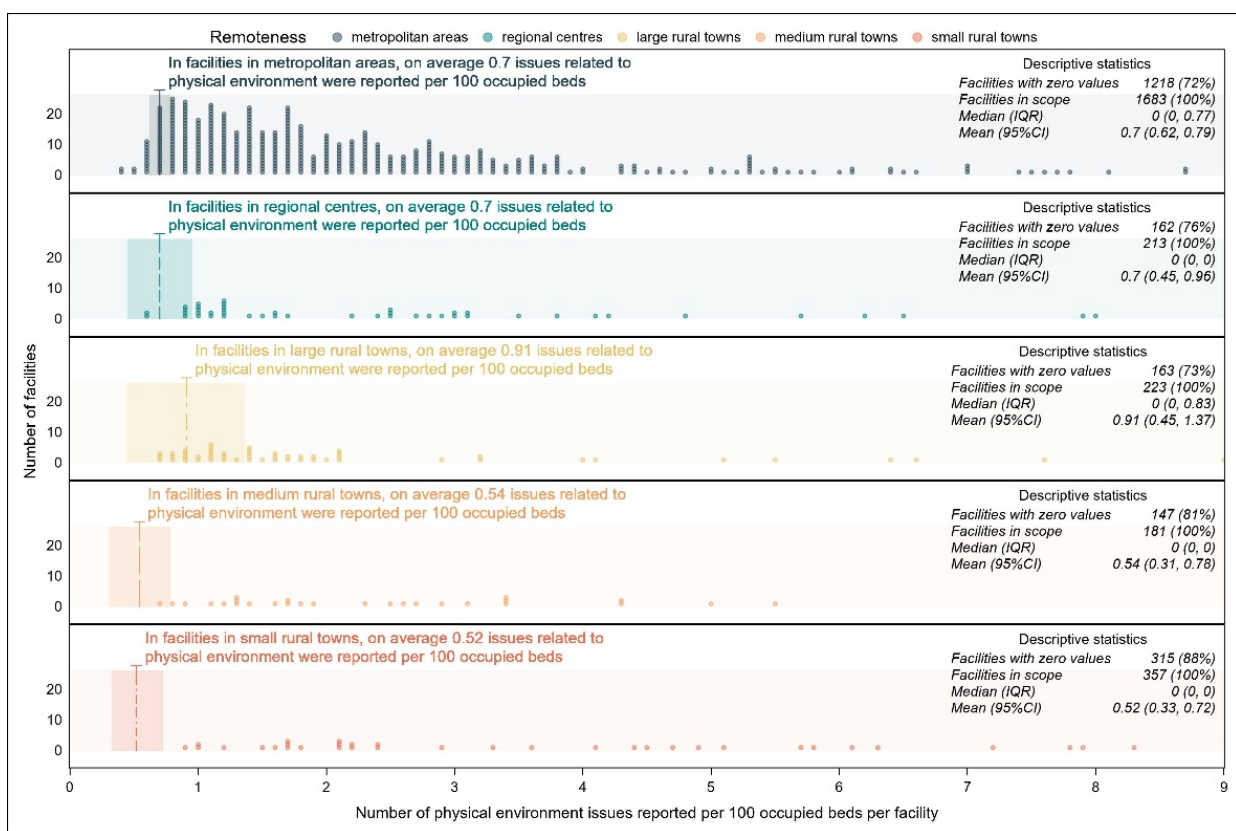 Remoteness metropolitan areas regional centres large rural towns medium rural towns small rural towns
In facilities in metropolitan areas, on average 0.7 issues related to
physical environment were reported per 100 occupied beds
Descriptive statistics
Facilities with zero values 1218 (72%)
Facilities in scope 1683 (100%)
Median (IQR) 0 (0, 0.77)
Mean (95%CI) 0.7 (0.62, 0.79)
20
10
0
In facilities in regional centres, on average 0.7 issues related to
physical environment were reported per 100 occupied beds
Descriptive statistics
Facilities with zero values 162 (76%)
Facilities in scope 213 (100%)
Median (IQR) 0 (0, 0)
Mean (95%CI) 0.7 (0.45, 0.96)
20
10
0
Number of facilities
In facilities in large rural towns, on average 0.91 issues related to
physical environment were reported per 100 occupied beds
Descriptive statistics
Facilities with zero values 163 (73%)
Facilities in scope 223 (100%)
Median (IQR) 0 (0, 0.83)
Mean (95%CI) 0.91 (0.45, 1.37)
20
10
0
In facilities in medium rural towns, on average 0.54 issues related to
physical environment were reported per 100 occupied beds
Descriptive statistics
Facilities with zero values 147 (81%)
Facilities in scope 181 (100%)
Median (IQR) 0 (0, 0)
Mean (95%CI) 0.54 (0.31, 0.78)
20
10
0
In facilities in small rural towns, on average 0.52 issues related to
physical environment were reported per 100 occupied beds
Descriptive statistics
Facilities with zero values 315 (88%)
Facilities in scope 357 (100%)
Median (IQR) 0 (0, 0)
Mean (95%CI) 0.52 (0.33, 0.72)
20
10
0
0 1 2 3 4 5 6 7 8 9
Number of physical environment issues reported per 100 occupied beds per facility